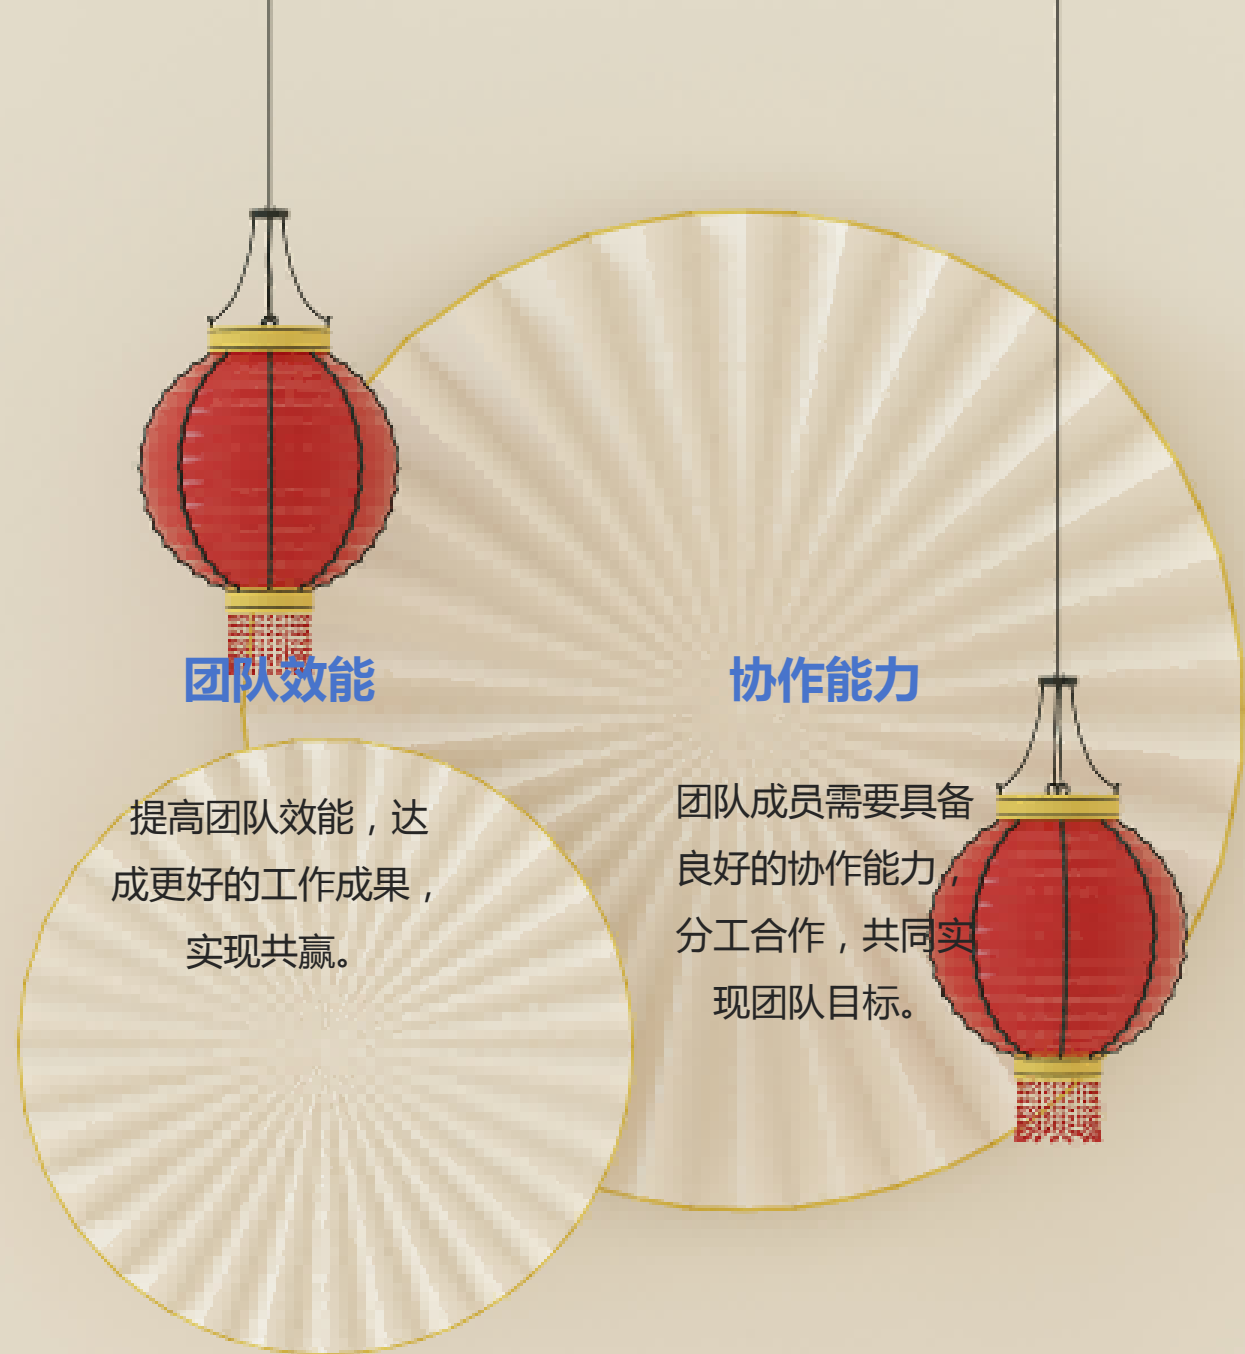 团队效能
提高团队效能，达
成更好的工作成果，
实现共赢。
协作能力
团队成员需要具备
良好的协作能力，
分工合作，共同实
现团队目标。